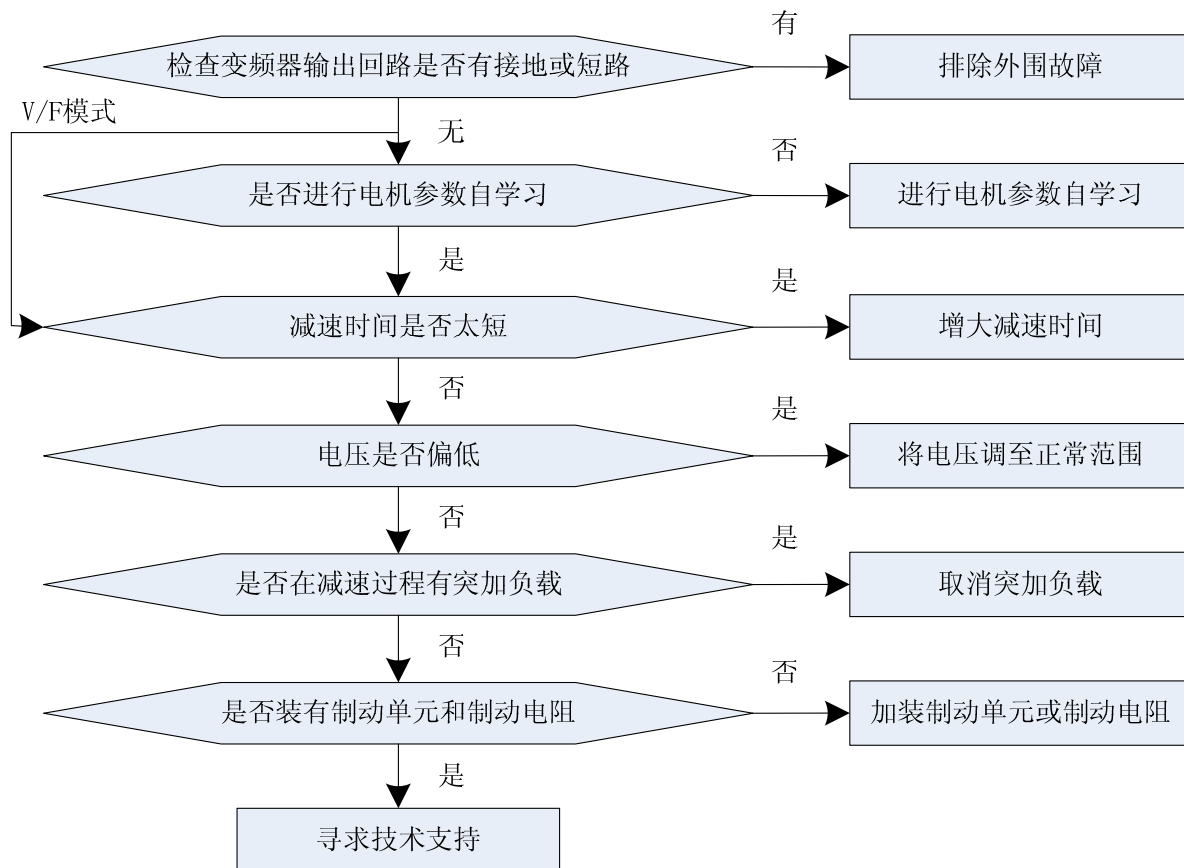 有
检查变频器输出回路是否有接地或短路
排除外围故障
V/F模式
无
否
是否进行电机参数自学习
进行电机参数自学习
是
是
减速时间是否太短
增大减速时间
否
是
电压是否偏低
将电压调至正常范围
否
是
是否在减速过程有突加负载
取消突加负载
否
否
是否装有制动单元和制动电阻
加装制动单元或制动电阻
是
寻求技术支持